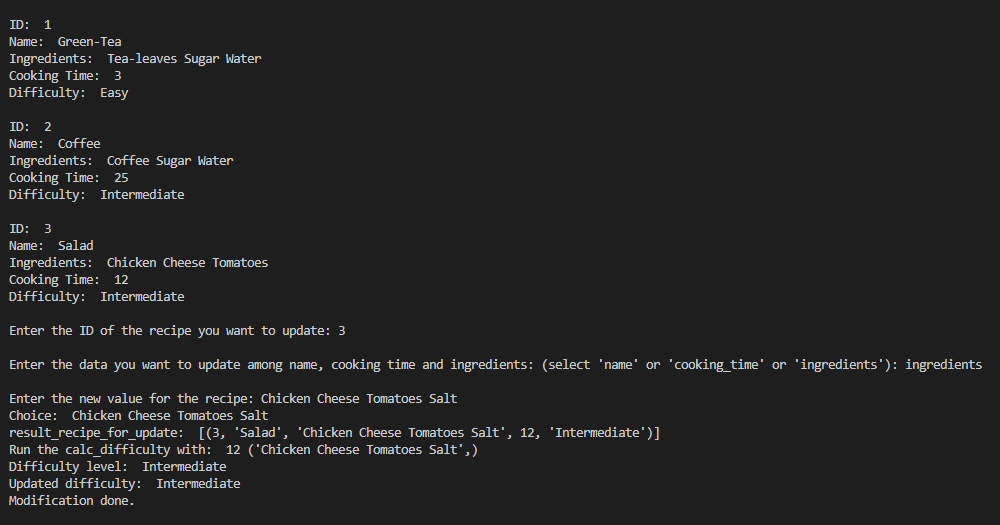 ID:  1
Name:  Green-Tea
Ingredients:  Tea-leaves Sugar Water
Cooking Time:  3
Difficulty:  Easy
ID:  2
Name:  Coffee
Ingredients:  Coffee Sugar Water
Cooking Time:  25
Difficulty:  Intermediate
ID:  3
Name:  Salad
Ingredients:  Chicken Cheese Tomatoes
Cooking Time:  12
Difficulty:  Intermediate
Enter the ID of the recipe you want to update: 3
Enter the data you want to update among name, cooking time and ingredients: (select 'name' or 'cooking_time' or 'ingredients'): ingredients
Enter the new value for the recipe: Chicken Cheese Tomatoes Salt
Choice:  Chicken Cheese Tomatoes Salt
result_recipe_for_update:  [(3, 'Salad', 'Chicken Cheese Tomatoes Salt', 12, 'Intermediate')]
Run the calc_difficulty with:  12 ('Chicken Cheese Tomatoes Salt',)
Difficulty level:  Intermediate
Updated difficulty:  Intermediate
Modification done.